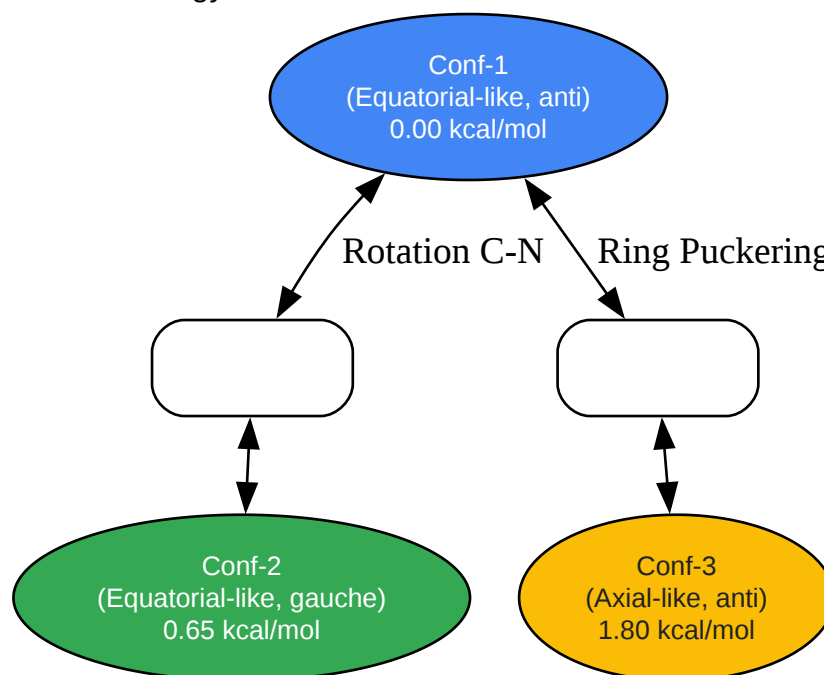 Conf-1
(Equatorial-like, anti)
0.00 kcal/mol
Rotation C-N
Ring Puckering
Conf-2
(Equatorial-like, gauche)
0.65 kcal/mol
Conf-3
(Axial-like, anti)
1.80 kcal/mol